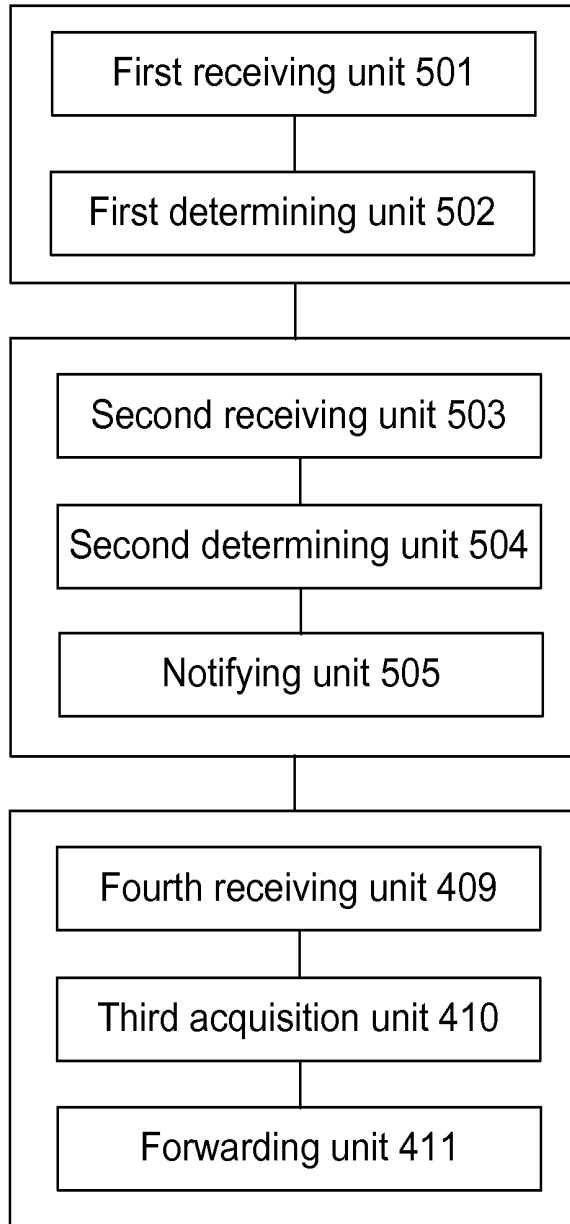 First receiving unit 501
First determining unit 502
Second receiving unit 503
Second determining unit 504
Notifying unit 505
Fourth receiving unit 409
Third acquisition unit 410
Forwarding unit 411